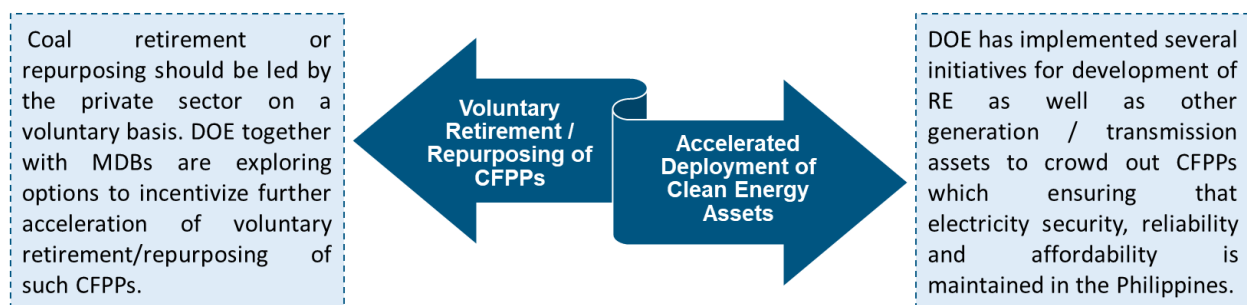 Coal retirement or
repurposing should be led by
the private sector on a
voluntary basis. DOE together
with MDBs are exploring
options to incentivize further
acceleration of voluntary
retirement/repurposing of
such CFPPs.
Voluntary
Retirement /
Repurposing of
CFPPs
Accelerated
Deployment of
Clean Energy
Assets
DOE has implemented several
initiatives for development of
RE as well as other
generation / transmission
assets to crowd out CFPPs
which ensuring that
electricity security, reliability
and affordability is
maintained in the Philippines.